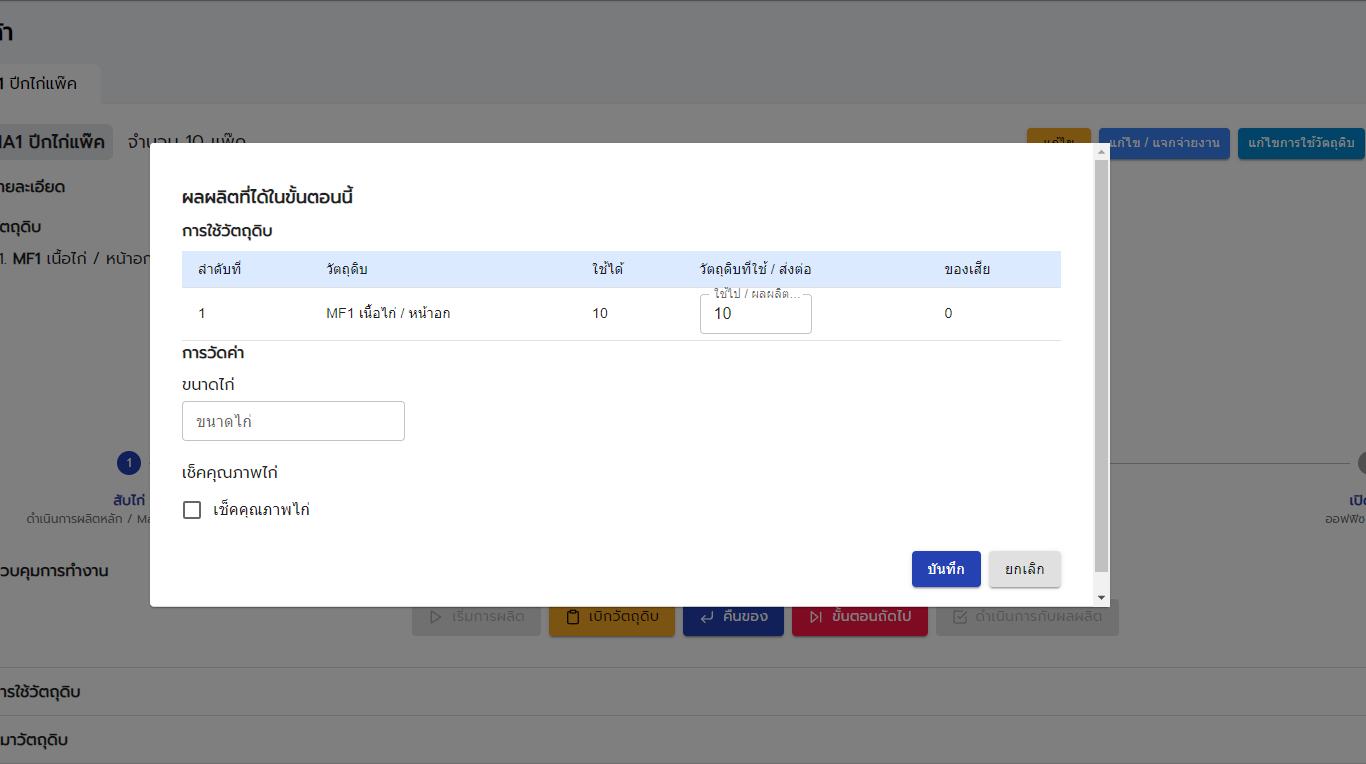 1 ปีกไก่แพ๊ค
IA1 ปีกไก่แพ๊ค จำนวน 10 แพ๊ค
แก้ไข
แก้ไข / แจกจ่ายงาน
แก้ไขการใช้วัตถุดิบ
ผลผลิตที่ได้ในขั้นตอนนี้
การใช้วัตถุดิบ
ลำดับที่ วัตถุดิบ ใช้ได้ วัตถุดิบที่ใช้ / ส่งต่อ ของเสีย
ใช้ไป / ผลผลิต...
1 MF1 เนื้อไก่ / หน้าอก 10 10 0
การวัดค่า
ขนาดไก่
ขนาดไก่
เช็คคุณภาพไก่
เช็คคุณภาพไก่
บันทึก ยกเลิก
ายละเอียด
ัตถุดิบ
1. MF1 เนื้อไก่ / หน้าอก
1
สับไก่
ดำเนินการผลิตหลัก / Ma
เปิด
ออฟฟิซ
วบคุมการทำงาน
เริ่มการผลิต เบิกวัตถุดิบ คืนของ ขั้นตอนถัดไป ดำเนินการกับผลผลิต
ารใช้วัตถุดิบ
มาวัตถุดิบ